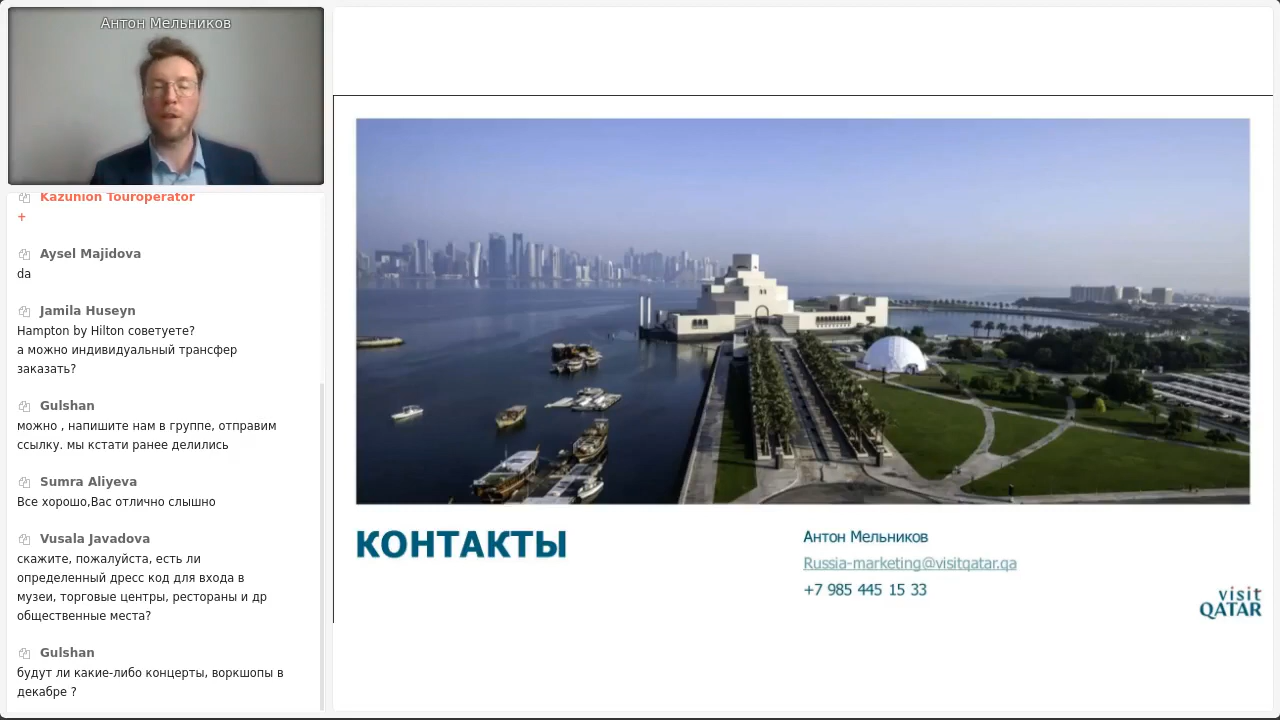 Антон Мельников
Kazunion Touroperator
+
Aysel Majidova
da
Jamila Huseyn
Hampton by Hilton советуете?
а можно индивидуальный трансфер
заказать?
Gulshan
можно , напишите нам в группе, отправим
ссылку. мы кстати ранее делились
Sumra Aliyeva
Все хорошо,Вас отлично слышно
Vusala Javadova
скажите, пожалуйста, есть ли
определенный дресс код для входа в
музеи, торговые центры, рестораны и др
общественные места?
Gulshan
будут ли какие-либо концерты, воркшопы в
декабре ?
КОНТАКТЫ
Антон Мельников
Russia-marketing@visitqatar.qa
+7 985 445 15 33
visit
QATAR